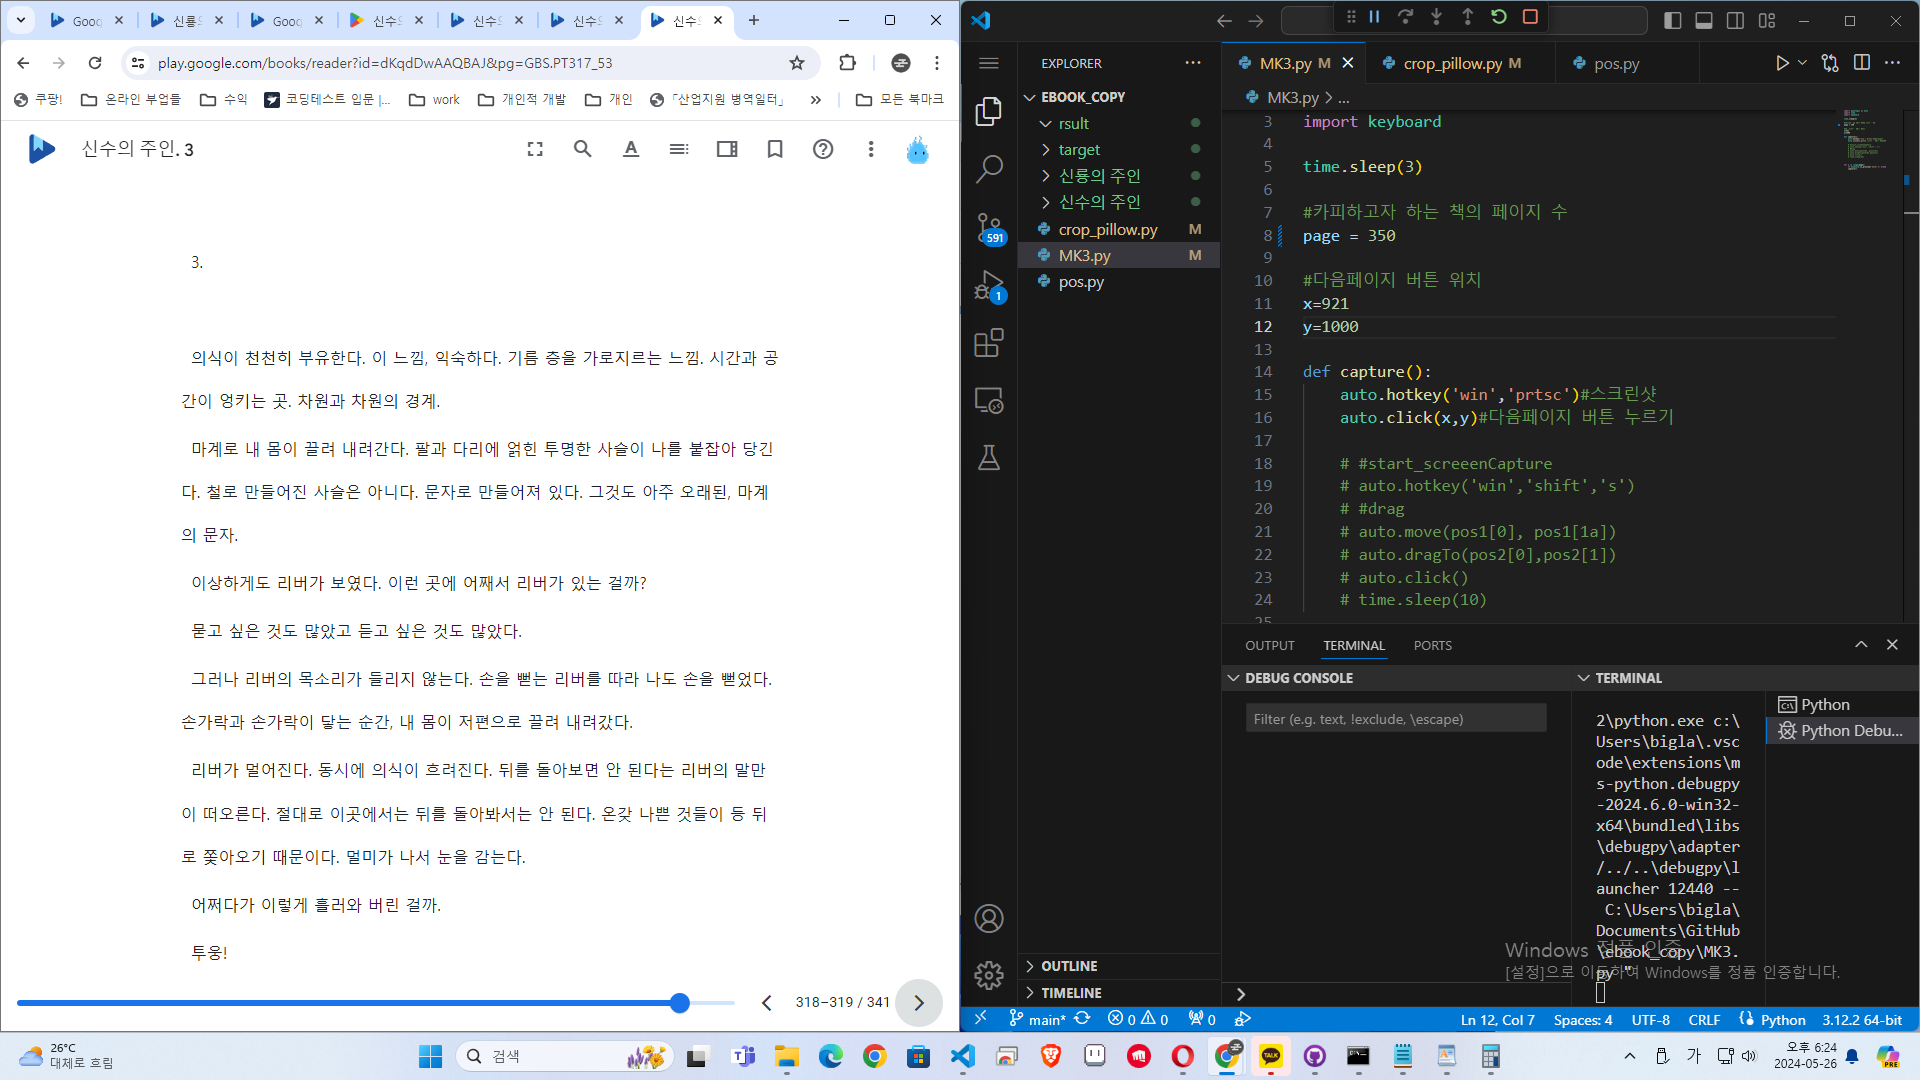 Goog
신룡으
Goog
신수의
신수의
신수의
신수의
play.google.com/books/reader?id=dKqdDwAAQBAJ&pg=GBS.PT317_53
쿠팡!
온라인 부업들
수익
코딩테스트 입문 |...
work
개인적 개발
개인
「산업지원 병역일터」
모든 북마크
신수의 주인. 3
3.
의식이 천천히 부유한다. 이 느낌, 익숙하다. 기름 층을 가로지르는 느낌. 시간과 공
간이 엉키는 곳. 차원과 차원의 경계.
마계로 내 몸이 끌려 내려간다. 팔과 다리에 얽힌 투명한 사슬이 나를 붙잡아 당긴
다. 철로 만들어진 사슬은 아니다. 문자로 만들어져 있다. 그것도 아주 오래된, 마계
의 문자.
이상하게도 리버가 보였다. 이런 곳에 어째서 리버가 있는 걸까?
묻고 싶은 것도 많았고 듣고 싶은 것도 많았다.
그러나 리버의 목소리가 들리지 않는다. 손을 뻗는 리버를 따라 나도 손을 뻗었다.
손가락과 손가락이 닿는 순간, 내 몸이 저편으로 끌려 내려갔다.
리버가 멀어진다. 동시에 의식이 흐려진다. 뒤를 돌아보면 안 된다는 리버의 말만
이 떠오른다. 절대로 이곳에서는 뒤를 돌아봐서는 안 된다. 온갖 나쁜 것들이 등 뒤
로 쫓아오기 때문이다. 멀미가 나서 눈을 감는다.
어쩌다가 이렇게 흘러와 버린 걸까.
투웅!
318–319 / 341
EXPLORER
EBOOK_COPY
rsult
target
신룡의 주인
신수의 주인
crop_pillow.py M
MK3.py M
pos.py
591
1
OUTLINE
TIMELINE
MK3.py M
crop_pillow.py M
pos.py
MK3.py > ...
3 import keyboard
4
5 time.sleep(3)
6
7 #카피하고자 하는 책의 페이지 수
8 page = 350
9
10 #다음페이지 버튼 위치
11 x=921
12 y=1000
13
14 def capture():
15 auto.hotkey('win','prtsc')#스크린샷
16 auto.click(x,y)#다음페이지 버튼 누르기
17
18 # #start_screeenCapture
19 # auto.hotkey('win','shift','s')
20 # #drag
21 # auto.move(pos1[0], pos1[1a])
22 # auto.dragTo(pos2[0],pos2[1])
23 # auto.click()
24 # time.sleep(10)
25
OUTPUT
TERMINAL
PORTS
DEBUG CONSOLE
Filter (e.g. text, !exclude, \escape)
TERMINAL
2\python.exe c:\
Users\bigla\.vsc
ode\extensions\m
s-python.debugpy
-2024.6.0-win32-
x64\bundled\libs
\debugpy\adapter
/../..\debugpy\l
auncher 12440 --
C:\Users\bigla\
Documents\GitHub
\ebook_copy\MK3.
py "
Python
Python Debu...
Windows 정품 인증
[설정]으로 이동하여 Windows를 정품 인증합니다.
main*
0 0
0
Ln 12, Col 7
Spaces: 4
UTF-8
CRLF
Python
3.12.2 64-bit
26°C
대체로 흐림
검색
TALK
가
오후 6:24
2024-05-26
PRE